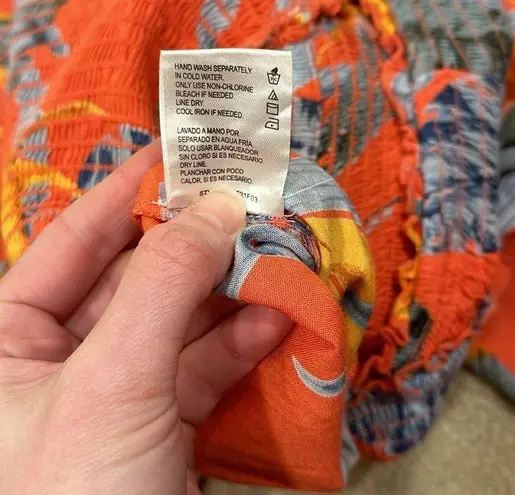 HAND WASH SEPARATELY
IN COLD WATER.
ONLY USE NON-CHLORINE
BLEACH IF NEEDED.
LINE DRY.
COOL IRON IF NEEDED.
LAVADO A MANO POR
SEPARADO EN AGUA FRÍA
SOLO USAR BLANQUEADOR
SIN CLORO SI ES NECESARIO.
DRY LINE.
PLANCHAR CON POCO
CALOR, SI ES NECESARIO